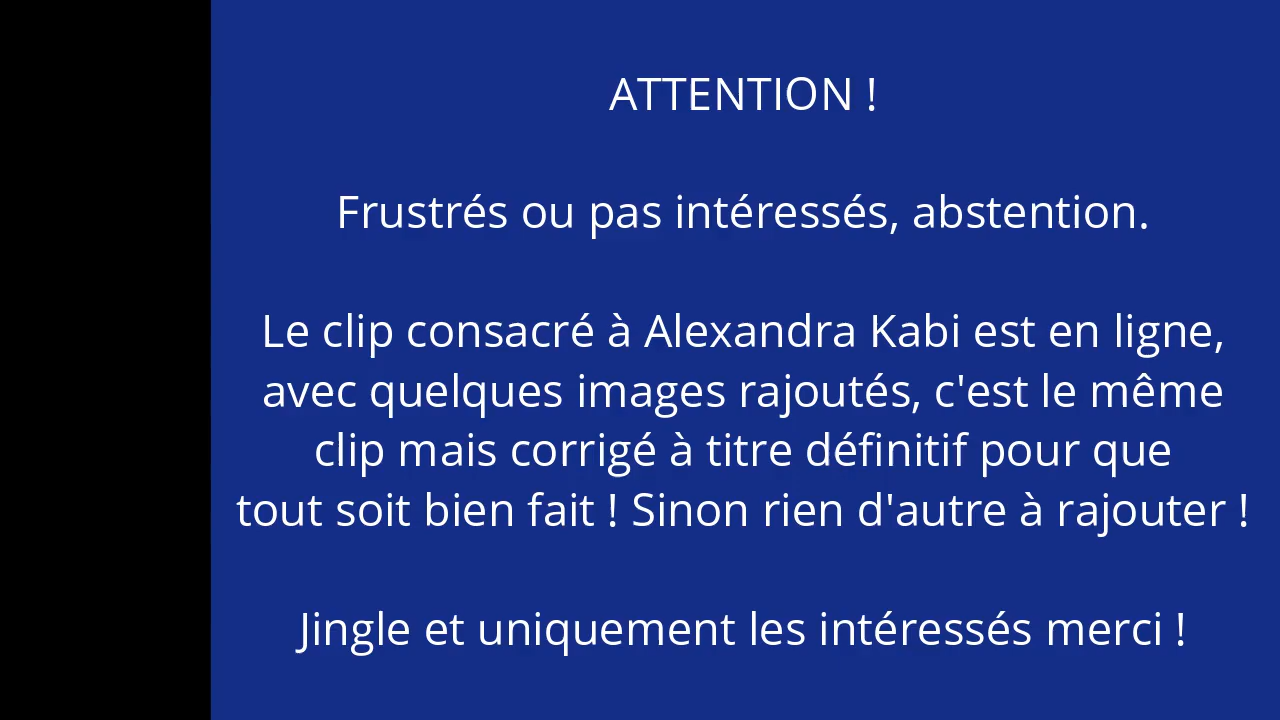 ATTENTION !
Frustrés ou pas intéressés, abstention.
Le clip consacré à Alexandra Kabi est en ligne,
avec quelques images rajoutés, c'est le même
clip mais corrigé à titre définitif pour que
tout soit bien fait ! Sinon rien d'autre à rajouter !
Jingle et uniquement les intéressés merci !